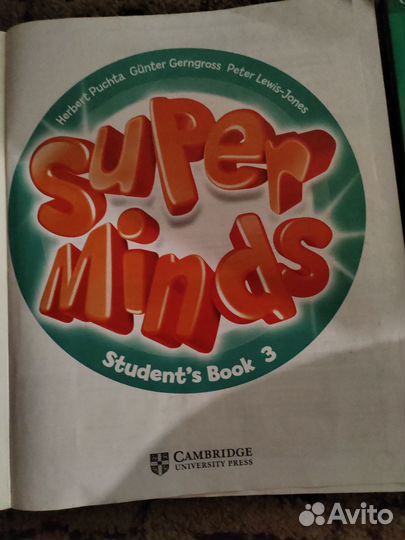 Herbert Puchta Günter Gerngross Peter Lewis-Jones
Super
Minds
Student's Book 3
CAMBRIDGE
UNIVERSITY PRESS
Avito